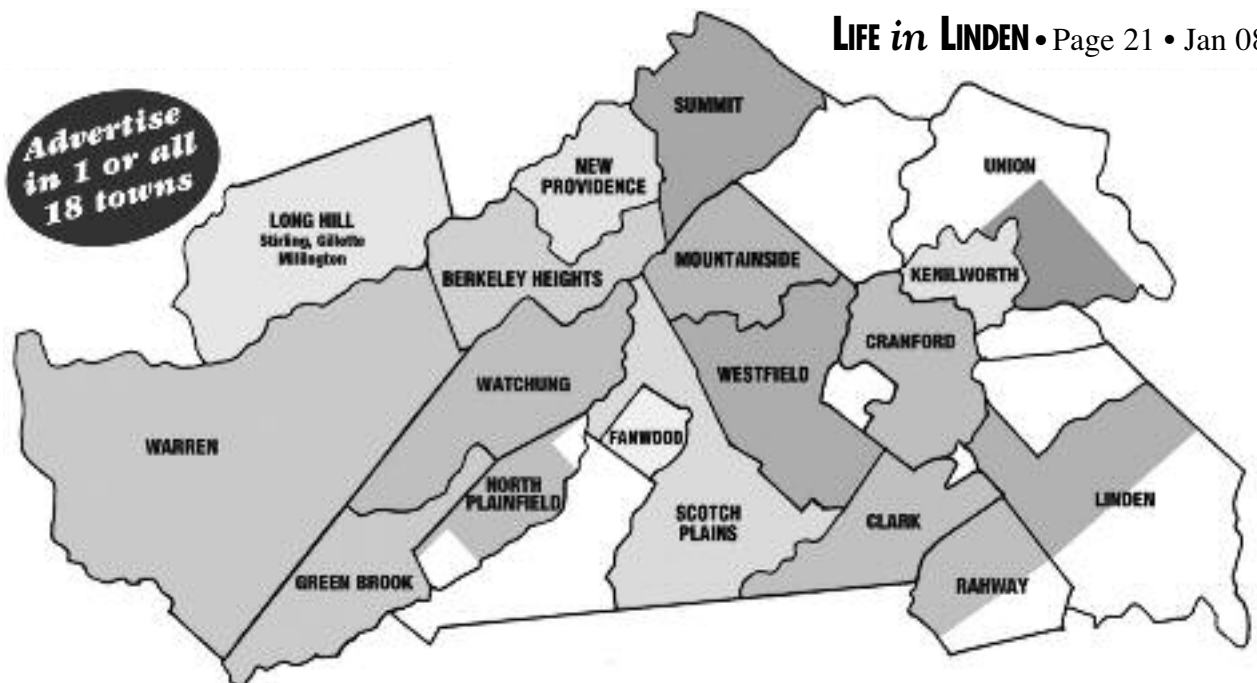 LIFE in LINDEN • Page 21 • Jan 08
Advertise
in 1 or all
18 towns
SUMMIT
NEW
PROVIDENCE
UNION
LONG HILL
Stirling, Gillette
Millington
BERKELEY HEIGHTS
MOUNTAINSIDE
KENILWORTH
CRANFORD
WATCHUNG
WESTFIELD
WARREN
FANWOOD
NORTH
PLAINFIELD
LINDEN
SCOTCH
PLAINS
CLARK
GREEN BROOK
RAHWAY